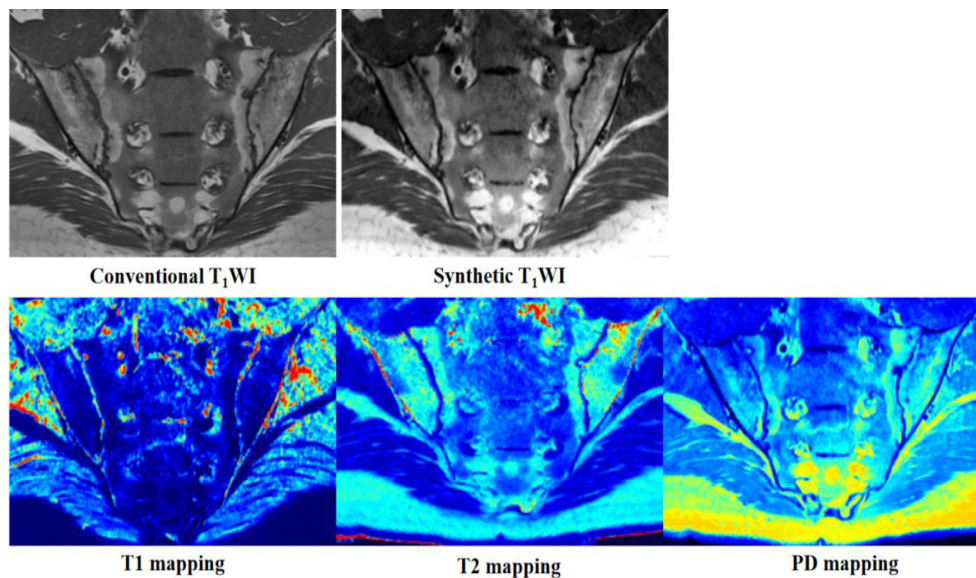 Conventional T₁WI
Synthetic T₁WI
T1 mapping
T2 mapping
PD mapping